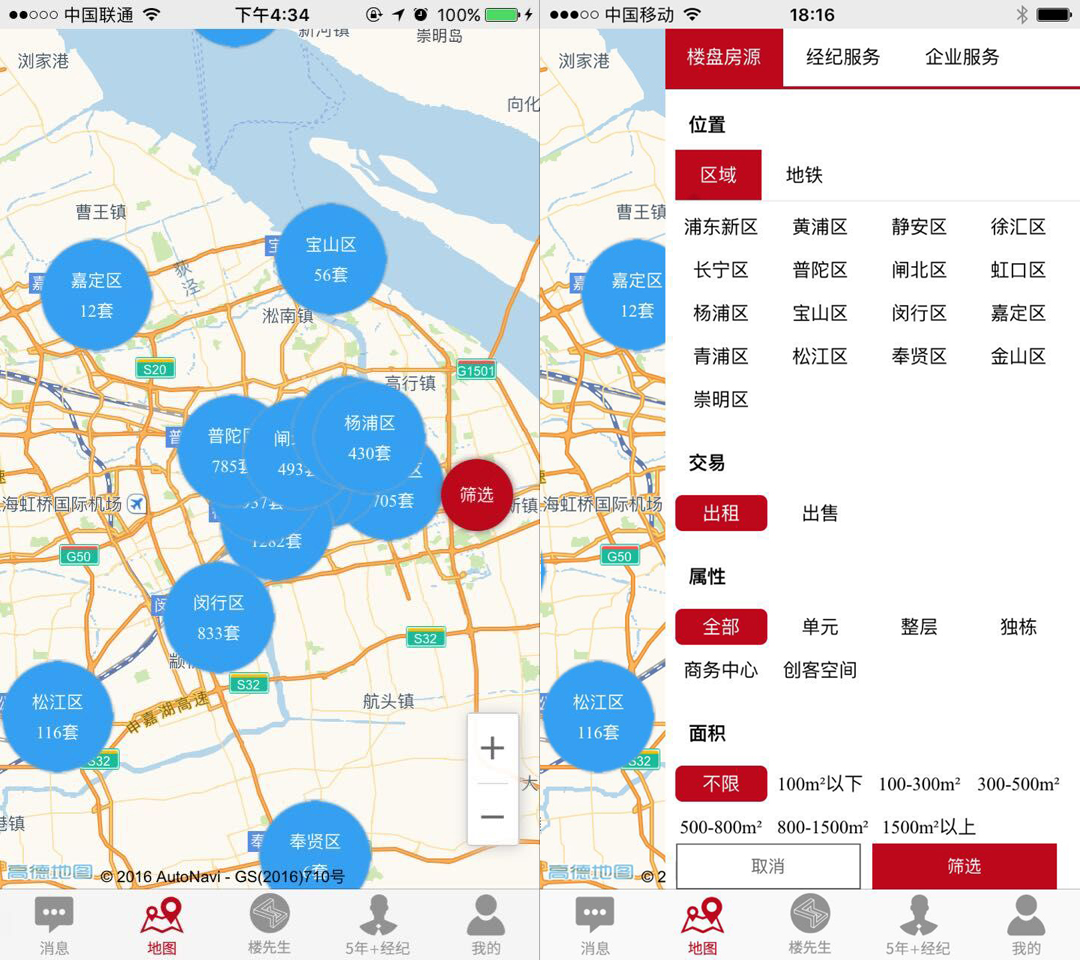 中国联通
下午4:34
100%
新河镇
崇明岛
浏家港
向化
曹王镇
宝山区
56套
嘉定区
12套
荻泾
淞南镇
S20
G1501
高行镇
杨浦区
430套
普陀
785
闸
493
区
705套
筛选
937套
海虹桥国际机场
新镇
1282套
G50
闵行区
833套
S32
颛
S32
松江区
116套
航头镇
申嘉湖高速
S32
+
大
−
港镇
奉贤区
6套
高德地图
© 2016 AutoNavi - GS(2016)710号
消息
地图
楼先生
5年+经纪
我的
中国移动
18:16
浏家港
曹王镇
嘉定区
12套
海虹桥国际机场
G50
松江区
116套
S32
高德地图
© 2
楼盘房源 经纪服务 企业服务
位置
区域 地铁
浦东新区 黄浦区 静安区 徐汇区
长宁区 普陀区 闸北区 虹口区
杨浦区 宝山区 闵行区 嘉定区
青浦区 松江区 奉贤区 金山区
崇明区
交易
出租 出售
属性
全部 单元 整层 独栋
商务中心 创客空间
面积
不限 100m²以下 100-300m² 300-500m²
500-800m² 800-1500m² 1500m²以上
取消 筛选
消息
地图
楼先生
5年+经纪
我的